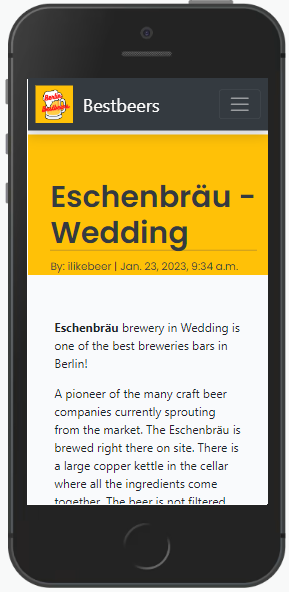 Bestbeers
Eschenbräu -
Wedding
By: ilikebeer | Jan. 23, 2023, 9:34 a.m.
Eschenbräu brewery in Wedding is
one of the best breweries bars in
Berlin!
A pioneer of the many craft beer
companies currently sprouting
from the market. The Eschenbräu is
brewed right there on site. There is
a large copper kettle in the cellar
where all the ingredients come
together. The beer is not filtered